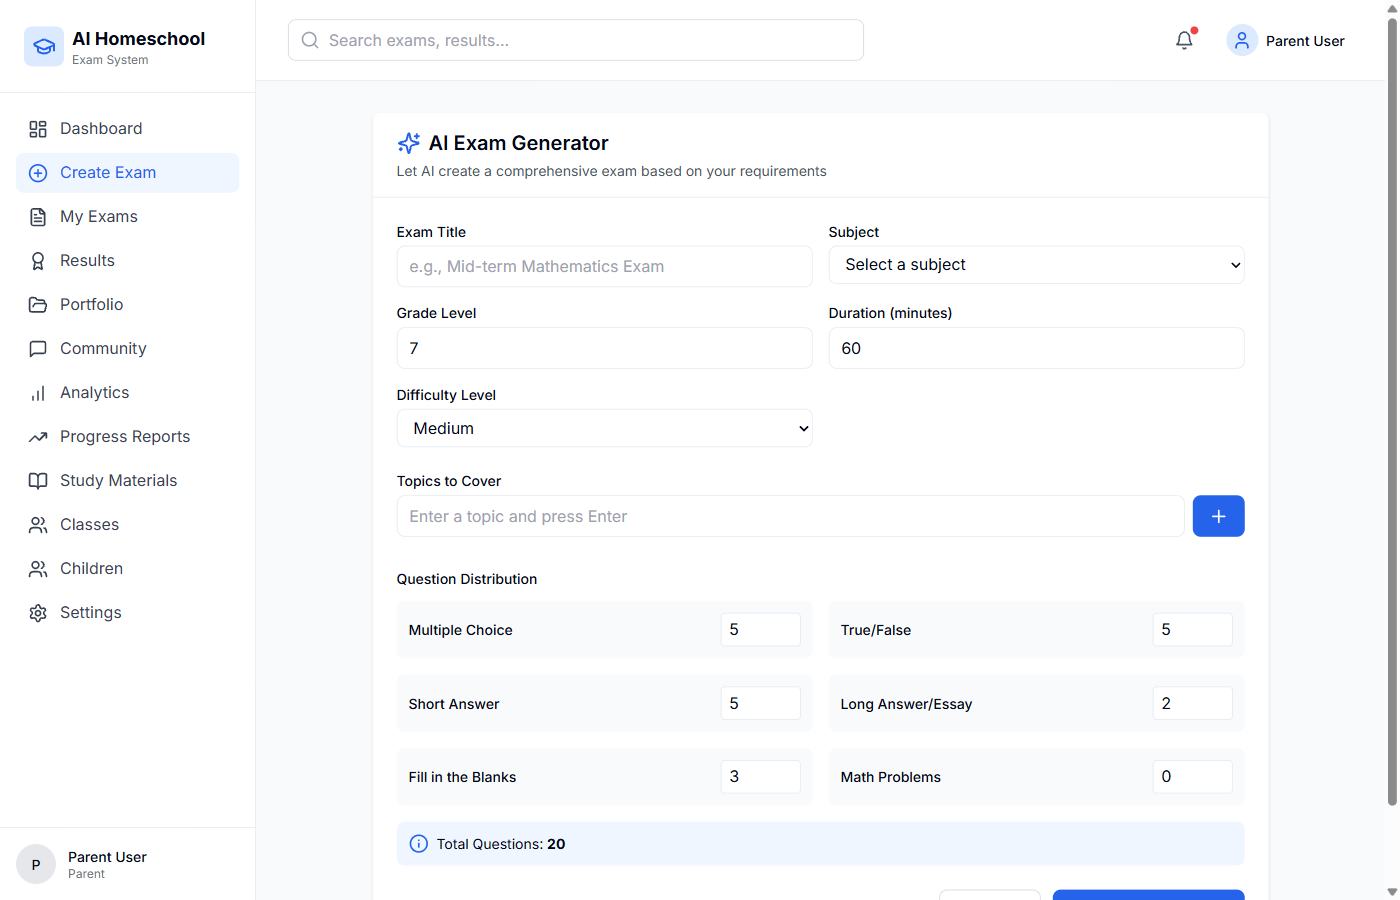 AI Homeschool
Exam System
Search exams, results...
Parent User
Dashboard
Create Exam
My Exams
Results
Portfolio
Community
Analytics
Progress Reports
Study Materials
Classes
Children
Settings
P
Parent User
Parent
AI Exam Generator
Let AI create a comprehensive exam based on your requirements
Exam Title
Subject
e.g., Mid-term Mathematics Exam
Select a subject
Grade Level
Duration (minutes)
7
60
Difficulty Level
Medium
Topics to Cover
Enter a topic and press Enter
Question Distribution
Multiple Choice 5
True/False 5
Short Answer 5
Long Answer/Essay 2
Fill in the Blanks 3
Math Problems 0
Total Questions: 20